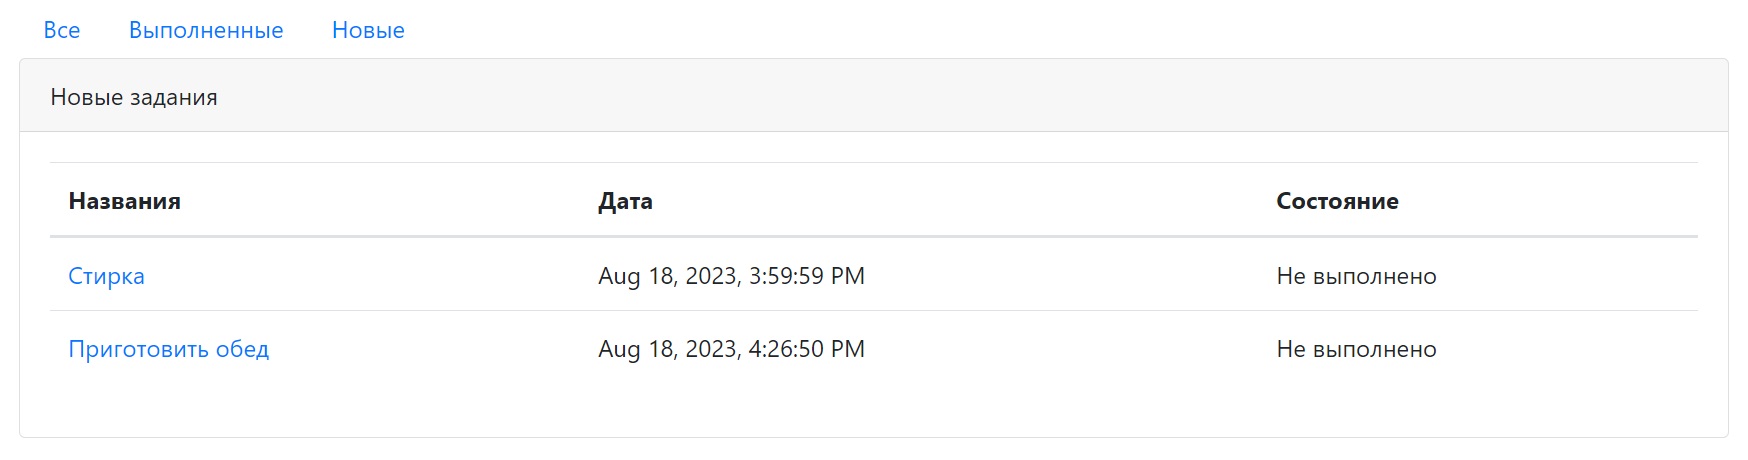 Все Выполненные Новые
Новые задания
Названия Дата Состояние
Стирка Aug 18, 2023, 3:59:59 PM Не выполнено
Приготовить обед Aug 18, 2023, 4:26:50 PM Не выполнено